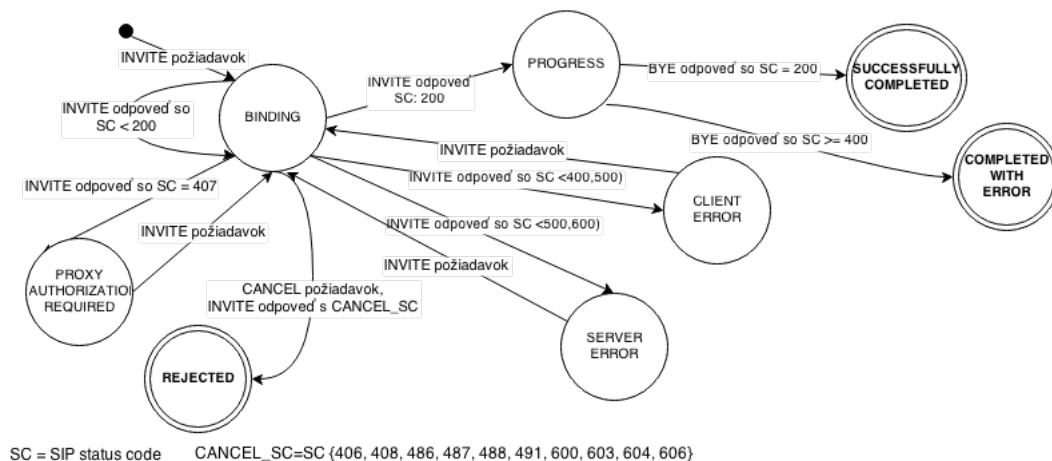 INVITE požiadavok
INVITE odpoveď so
SC < 200
BINDING
INVITE odpoveď
SC: 200
PROGRESS
BYE odpoveď so SC = 200
SUCCESSFULLY
COMPLETED
BYE odpoveď so SC >= 400
COMPLETED
WITH
ERROR
INVITE požiadavok
INVITE odpoveď so SC <400,500)
CLIENT
ERROR
INVITE odpoveď so SC = 407
INVITE požiadavok
PROXY
AUTHORIZATION
REQUIRED
INVITE odpoveď so SC <500,600)
INVITE požiadavok
SERVER
ERROR
CANCEL požiadavok,
INVITE odpoveď s CANCEL_SC
REJECTED
SC = SIP status code CANCEL_SC=SC {406, 408, 486, 487, 488, 491, 600, 603, 604, 606}